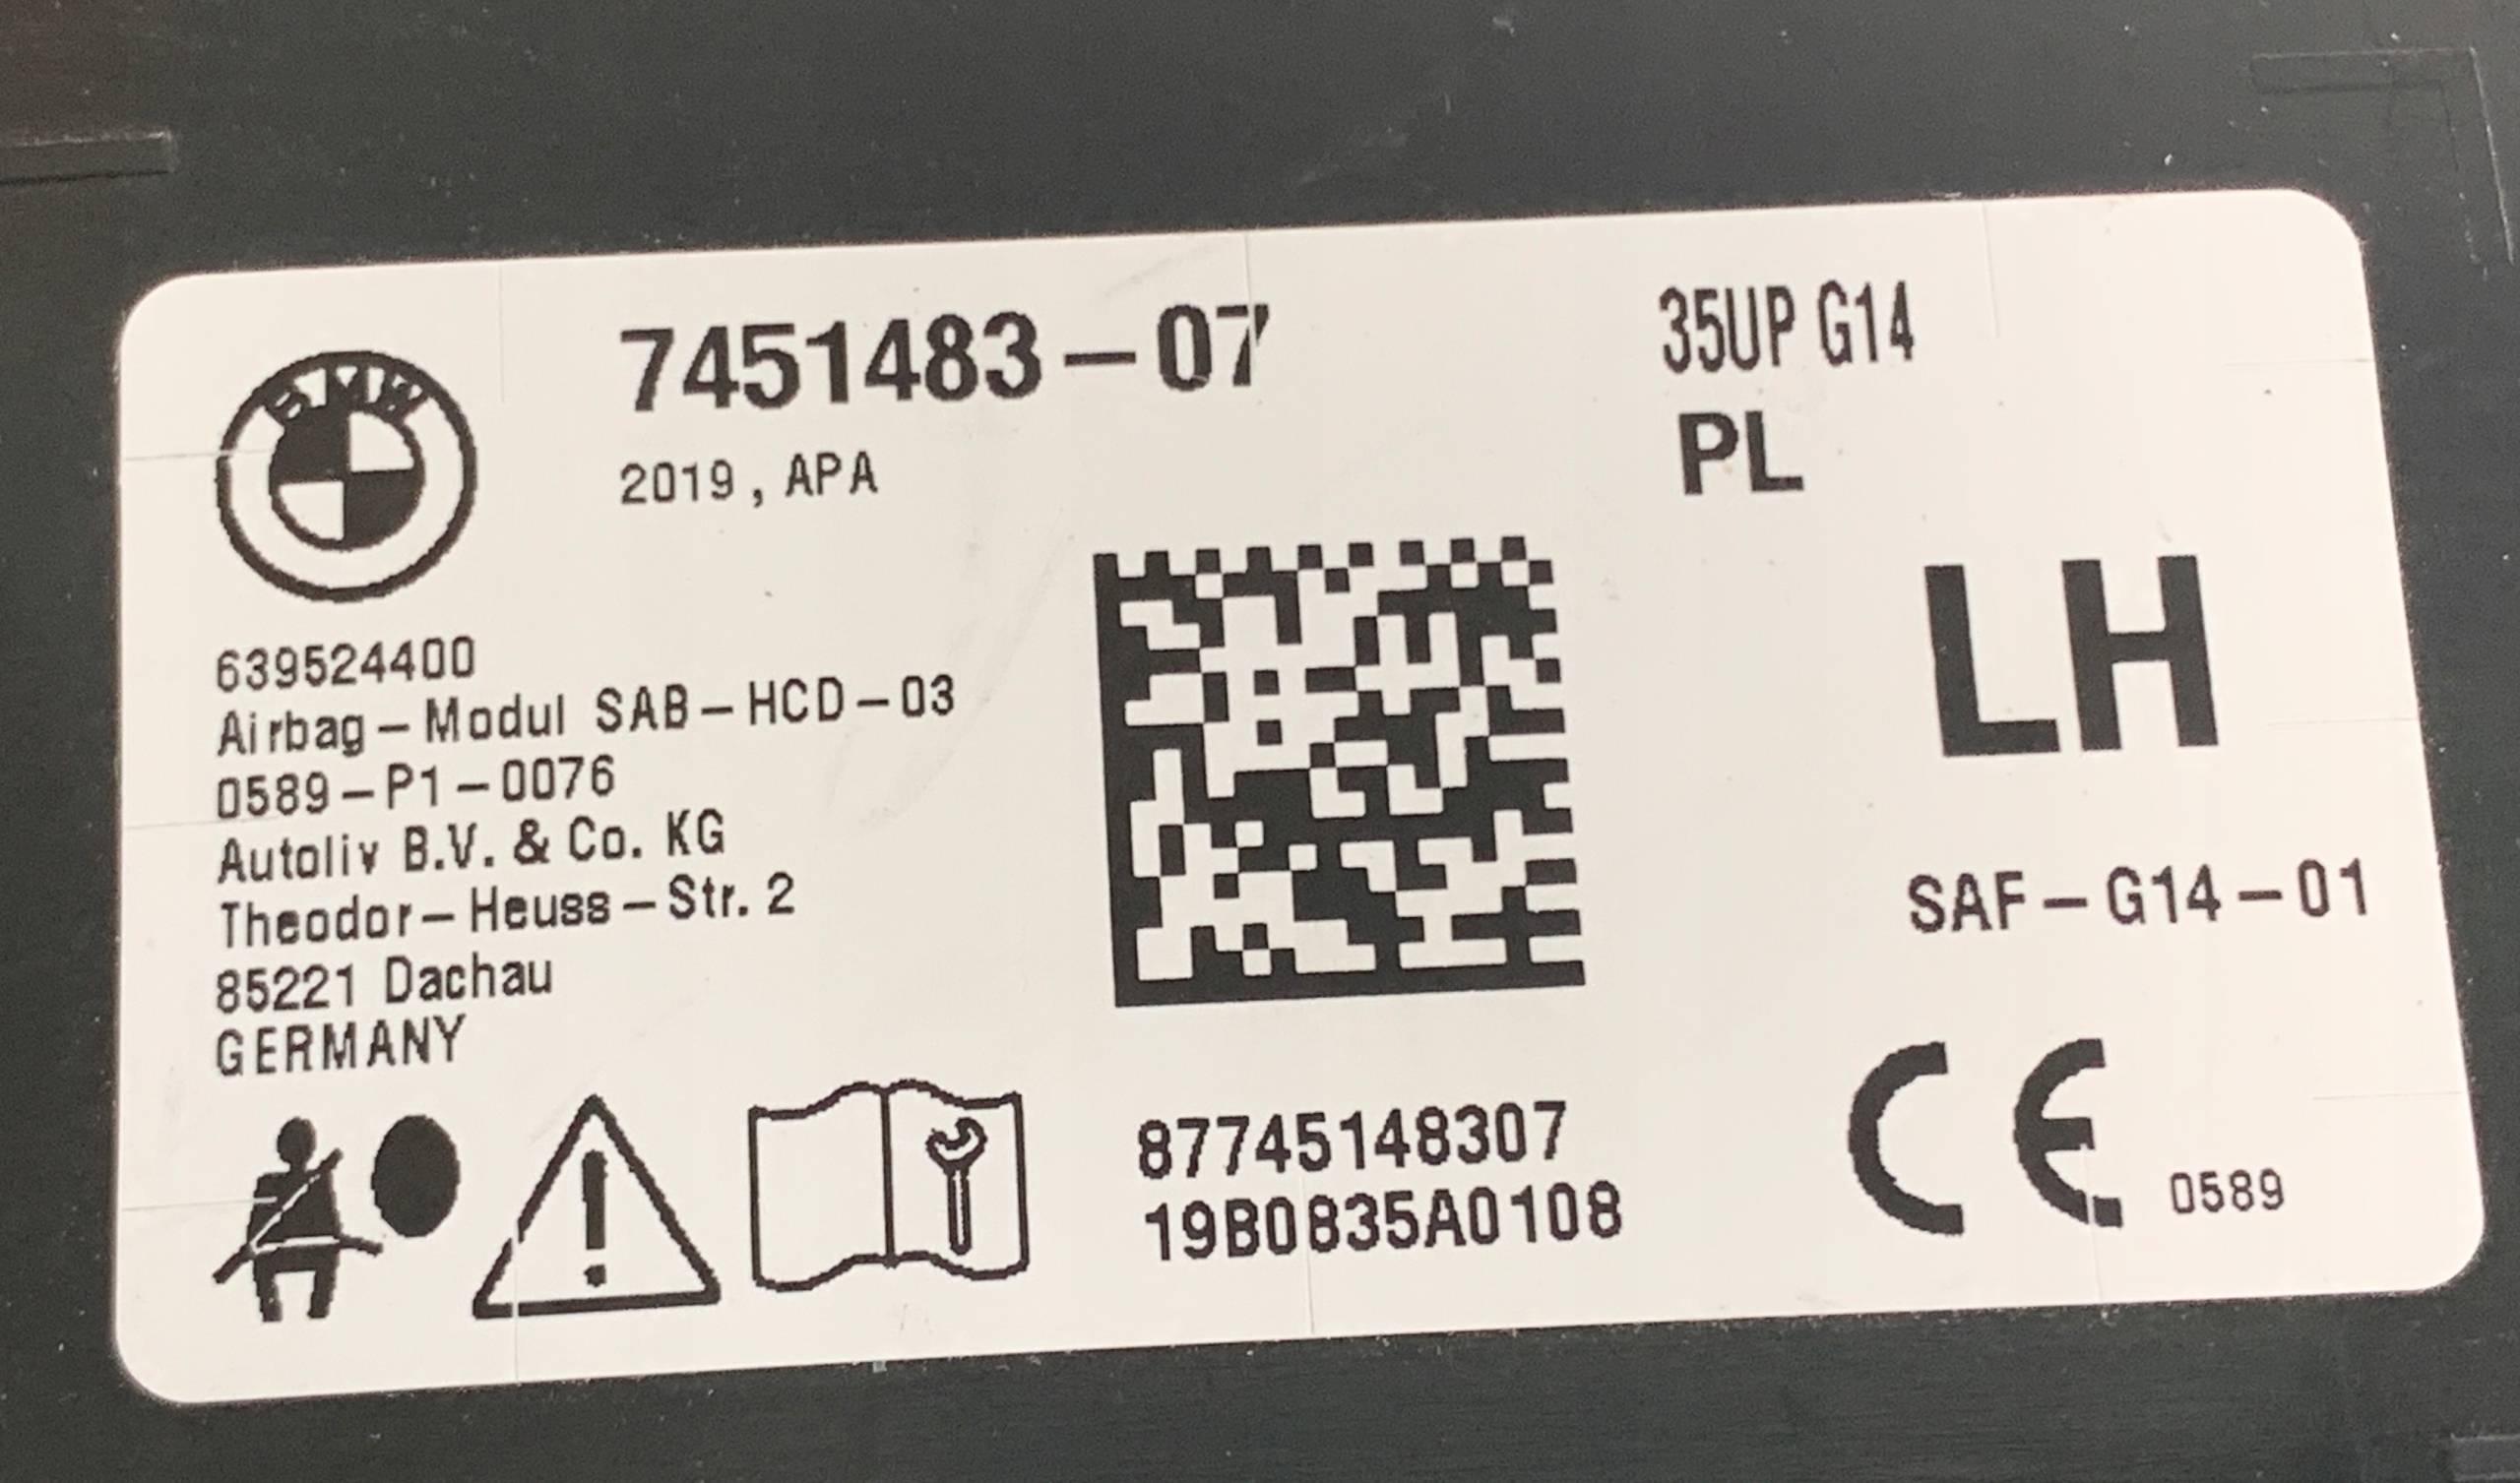 BMW
7451483-07
2019, APA
35UP G14
PL
LH
639524400
Airbag-Modul SAB-HCD-03
0589-P1-0076
Autoliv B.V. & Co. KG
Theodor-Heuss-Str. 2
85221 Dachau
GERMANY
SAF-G14-01
87745148307
19B0835A0108
CE 0589